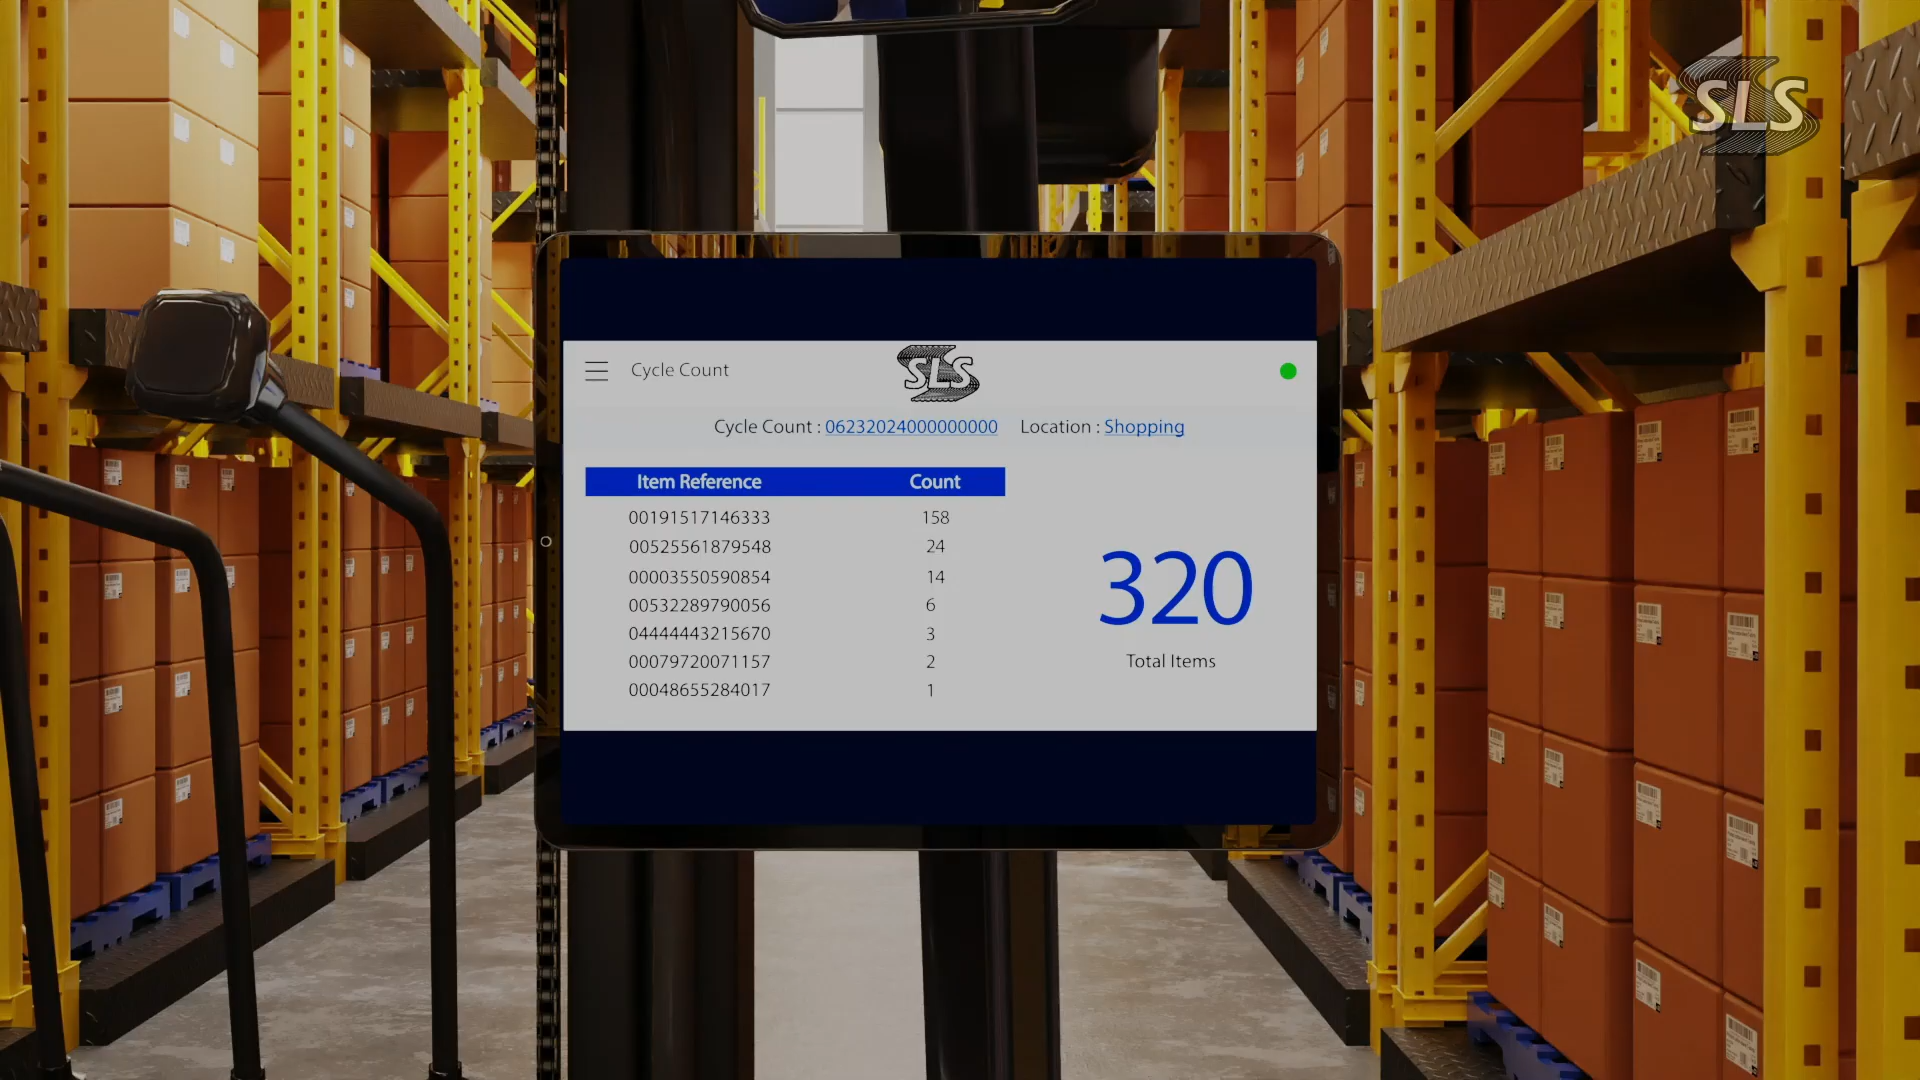 SLS
Cycle Count
SLS
Cycle Count : 06232024000000000 Location : Shopping
Item Reference Count
00191517146333 158
00525561879548 24
00003550590854 14
00532289790056 6
04444443215670 3
00079720071157 2
00048655284017 1
320
Total Items